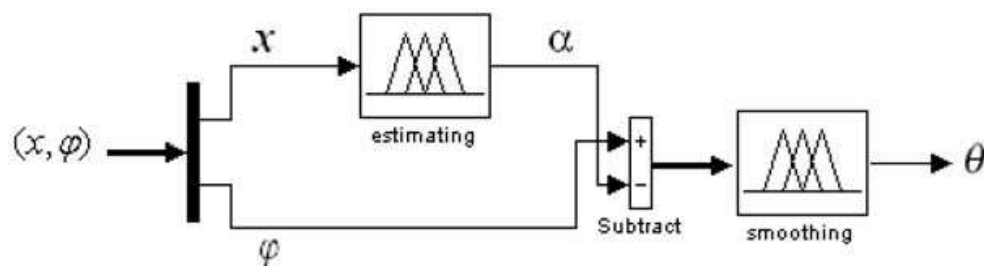 x
α
estimating
(x, φ)
+
−
θ
Subtract
smoothing
φ